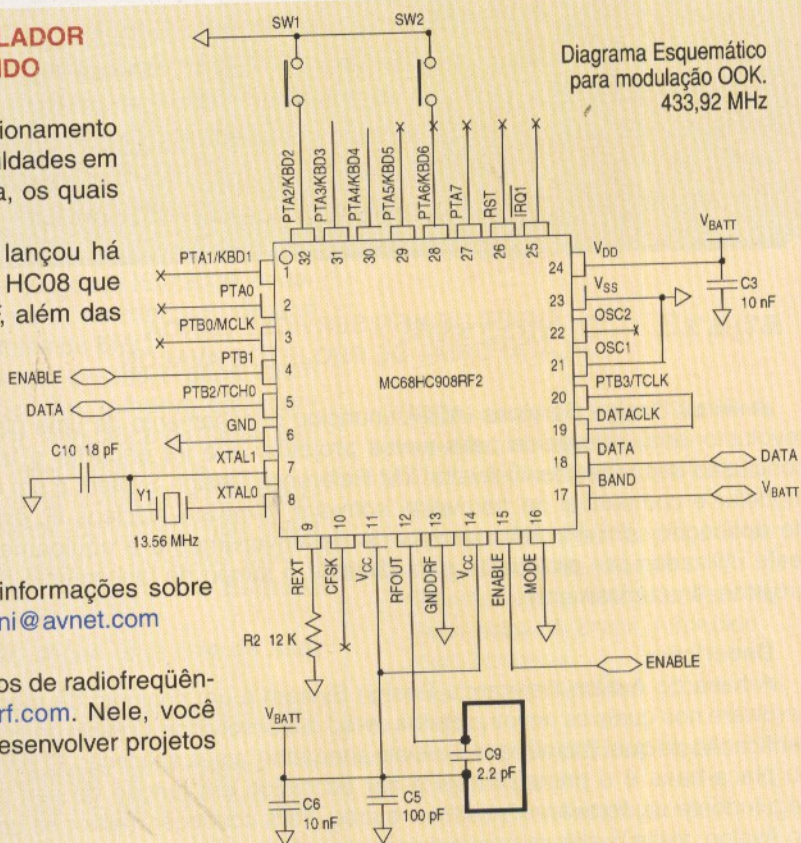 LADOR
NDO
ionamento
uldades em
a, os quais
lançou há
HC08 que
F, além das
informações sobre
ni@avnet.com
os de radiofreqüên-
rf.com. Nele, você
desenvolver projetos
Diagrama Esquemático
para modulação OOK.
433,92 MHz
SW1
SW2
PTA2/KBD2
PTA3/KBD3
PTA4/KBD4
PTA5/KBD5
PTA6/KBD6
PTA7
RST
IRQ1
32
31
30
29
28
27
26
25
PTA1/KBD1
1
PTA0
2
PTB0/MCLK
3
ENABLE
PTB1
4
DATA
PTB2/TCH0
5
GND
6
C10 18 pF
XTAL1
7
Y1
XTAL0
8
13.56 MHz
MC68HC908RF2
VBATT
24
VDD
C3
10 nF
23
VSS
22
OSC2
21
OSC1
20
PTB3/TCLK
19
DATACLK
18
DATA
DATA
17
BAND
VBATT
9
10
11
12
13
14
15
16
REXT
CFSK
VCC
RFOUT
GNDDRF
VCC
ENABLE
MODE
R2 12 K
ENABLE
VBATT
C9
2.2 pF
C6
10 nF
C5
100 pF